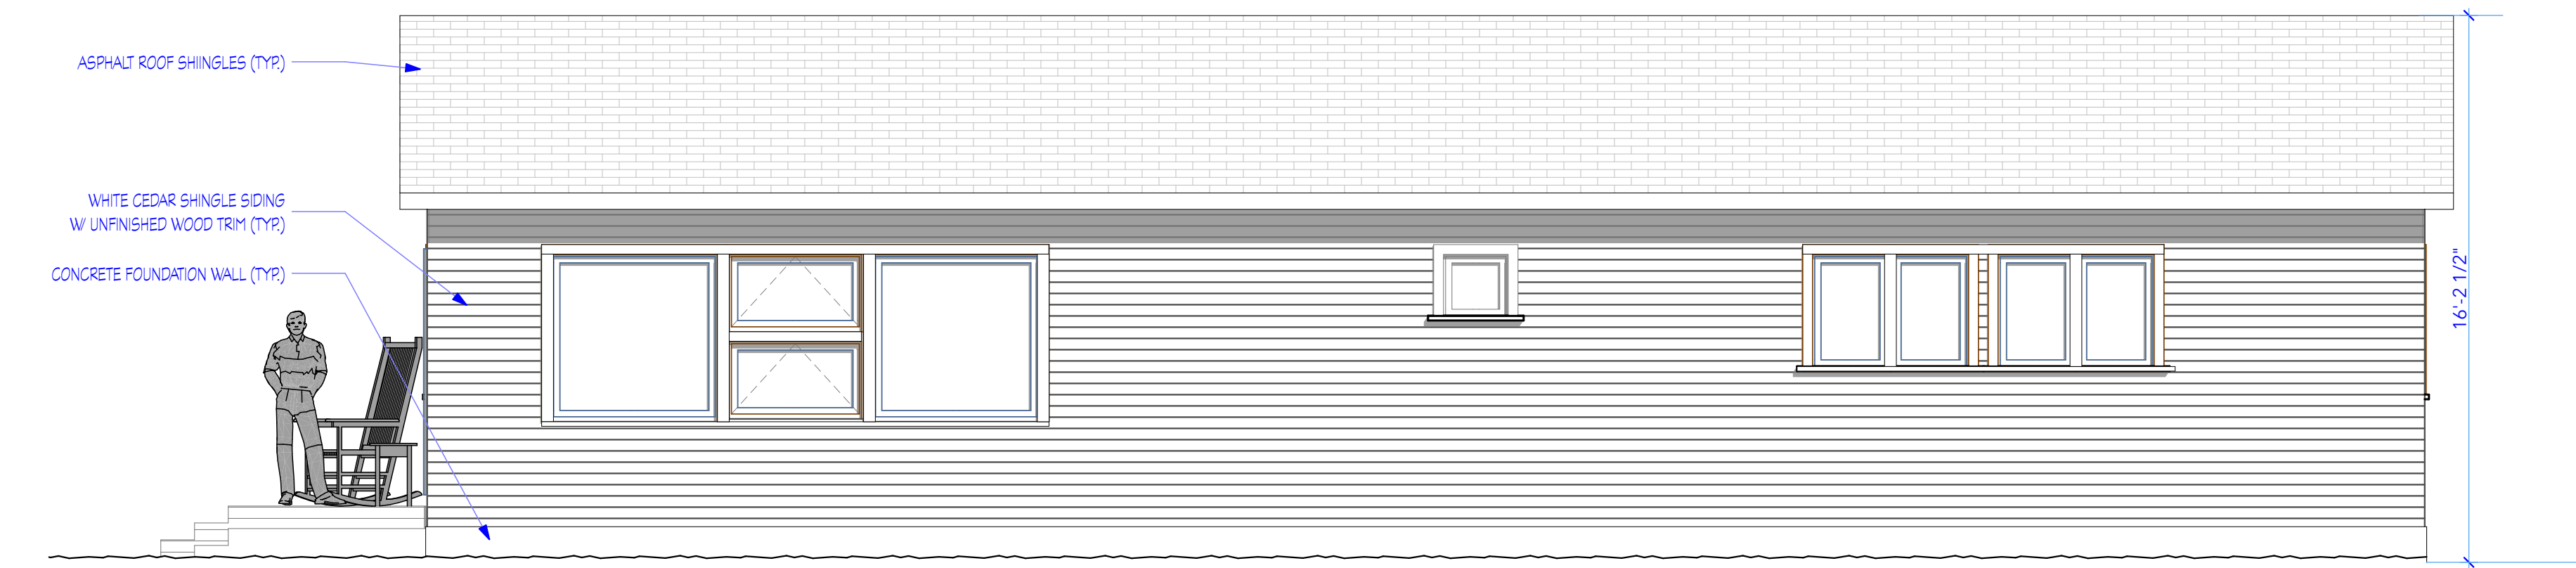 ASPHALT ROOF SHIINGLES (TYP.)
WHITE CEDAR SHINGLE SIDING
W/ UNFINISHED WOOD TRIM (TYP.)
CONCRETE FOUNDATION WALL (TYP.)
16'-2 1/2"